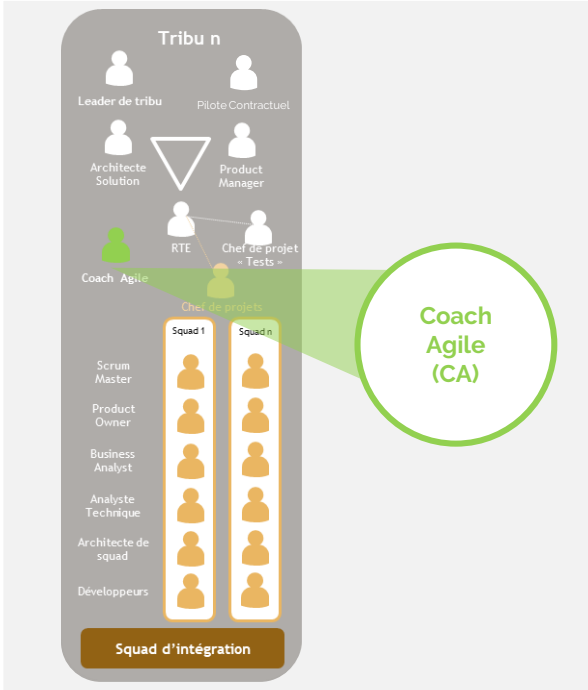 Tribu n
Leader de tribu
Pilote Contractuel
Architecte
Solution
Product
Manager
RTE
Chef de projet
« Tests »
Coach Agile
Chef de projets
Coach
Agile
(CA)
Squad 1
Squad n
Scrum
Master
Product
Owner
Business
Analyst
Analyste
Technique
Architecte de
squad
Développeurs
Squad d'intégration